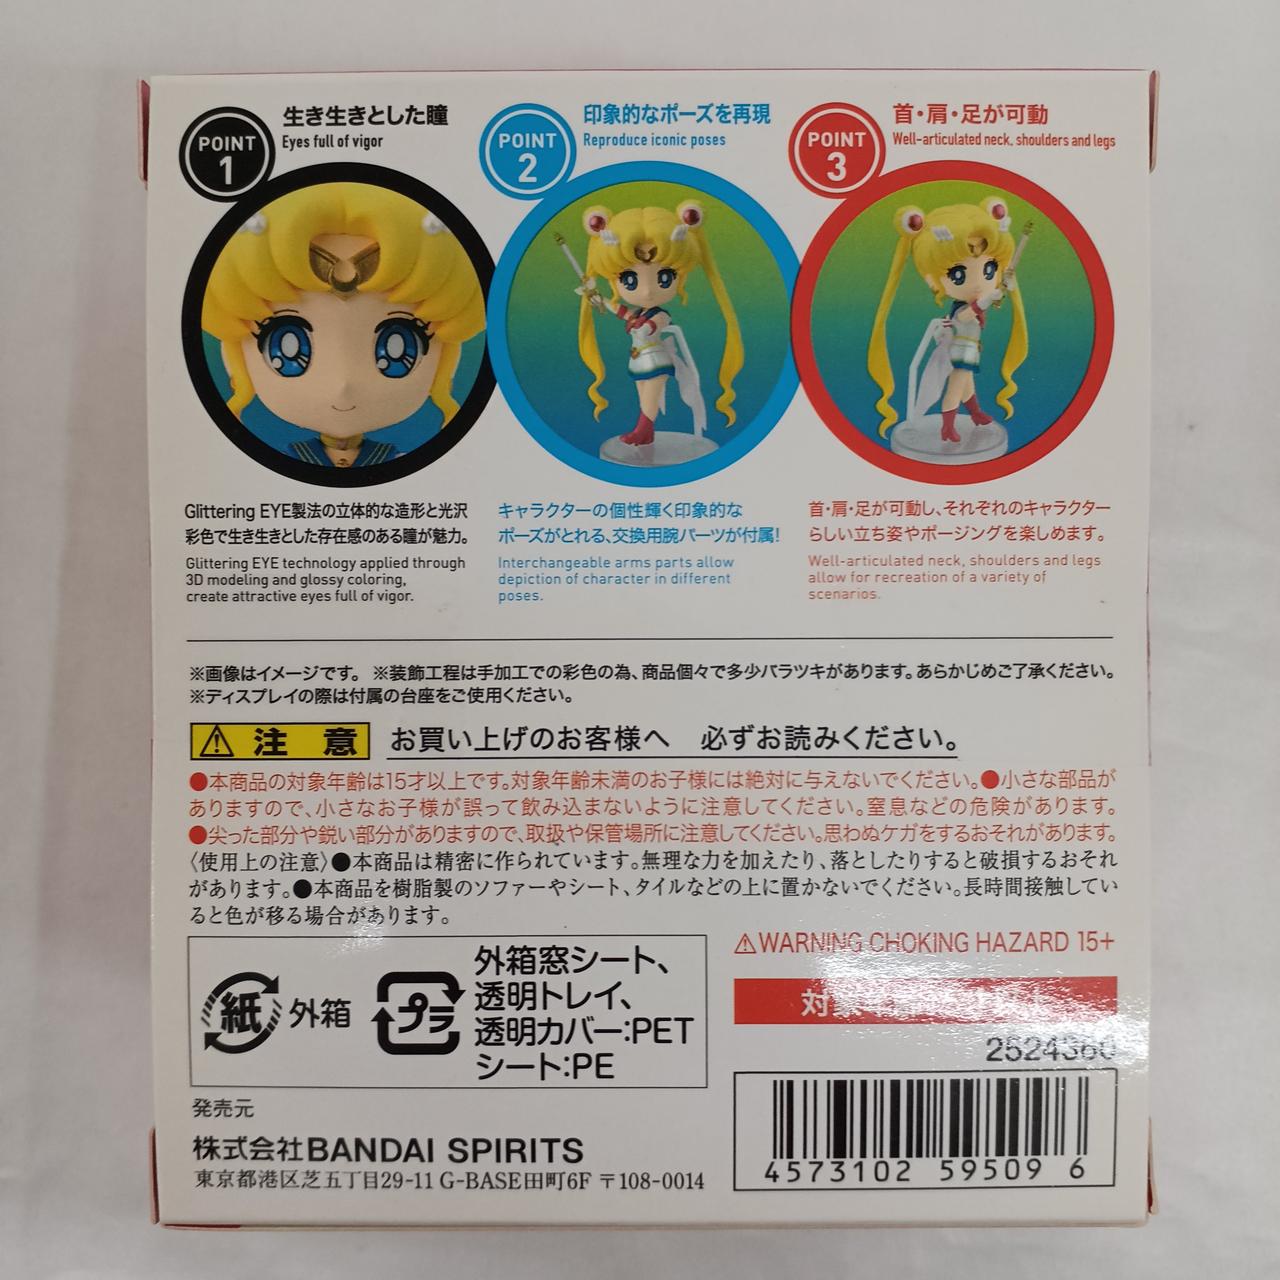 POINT
1
生き生きとした瞳
Eyes full of vigor
POINT
2
印象的なポーズを再現
Reproduce iconic poses
POINT
3
首・肩・足が可動
Well-articulated neck, shoulders and legs
Glittering EYE製法の立体的な造形と光沢
彩色で生き生きとした存在感のある瞳が魅力。
Glittering EYE technology applied through
3D modeling and glossy coloring,
create attractive eyes full of vigor.
キャラクターの個性輝く印象的な
ポーズがとれる、交換用腕パーツが付属!
Interchangeable arms parts allow
depiction of character in different
poses.
首・肩・足が可動し、それぞれのキャラクター
らしい立ち姿やポージングを楽しめます。
Well-articulated neck, shoulders and legs
allow for recreation of a variety of
scenarios.
※画像はイメージです。 ※装飾工程は手加工での彩色の為、商品個々で多少バラツキがあります。あらかじめご了承ください。
※ディスプレイの際は付属の台座をご使用ください。
⚠注 意 お買い上げのお客様へ 必ずお読みください。
●本商品の対象年齢は15才以上です。対象年齢未満のお子様には絶対に与えないでください。●小さな部品が
ありますので、小さなお子様が誤って飲み込まないように注意してください。窒息などの危険があります。
●尖った部分や鋭い部分がありますので、取扱や保管場所に注意してください。思わぬケガをするおそれがあります。
〈使用上の注意〉●本商品は精密に作られています。無理な力を加えたり、落としたりすると破損するおそれ
があります。●本商品を樹脂製のソファーやシート、タイルなどの上に置かないでください。長時間接触してい
ると色が移る場合があります。
紙 外箱
プラ
外箱窓シート、
透明トレイ、
透明カバー:PET
シート:PE
⚠WARNING CHOKING HAZARD 15+
対象
2524360
発売元
株式会社BANDAI SPIRITS
東京都港区芝五丁目29-11 G-BASE田町6F 〒108-0014
4573102 59509 6